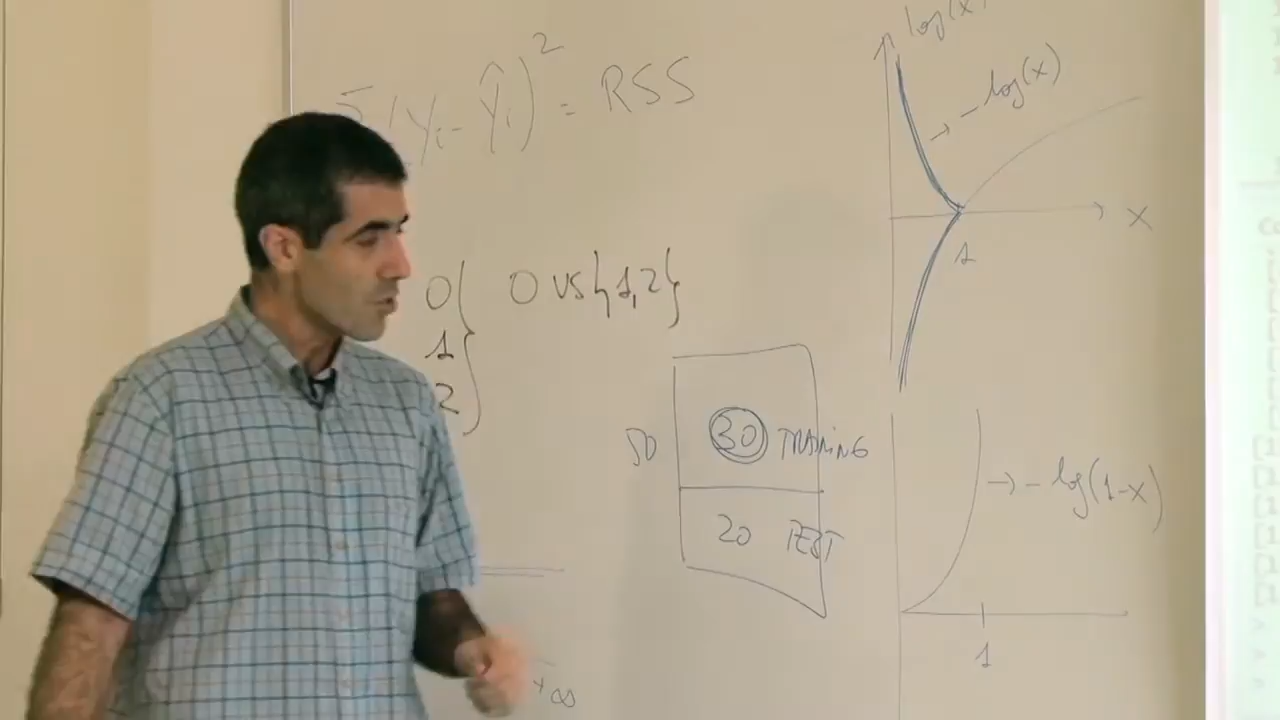 (yi - ŷi)² = RSS
0 0 vs {1,2}
1
2
50 30 TRAINING
20 TEST
+∞
log(x)
→ -log(x)
x
1
→ -log(1-x)
1